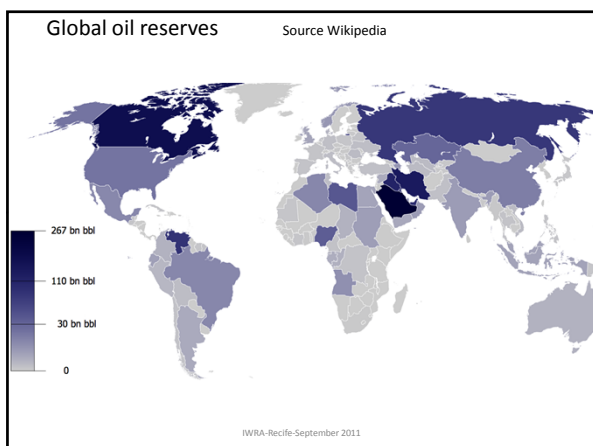 Global oil reserves
Source Wikipedia
267 bn bbl
110 bn bbl
30 bn bbl
0
IWRA-Recife-September 2011